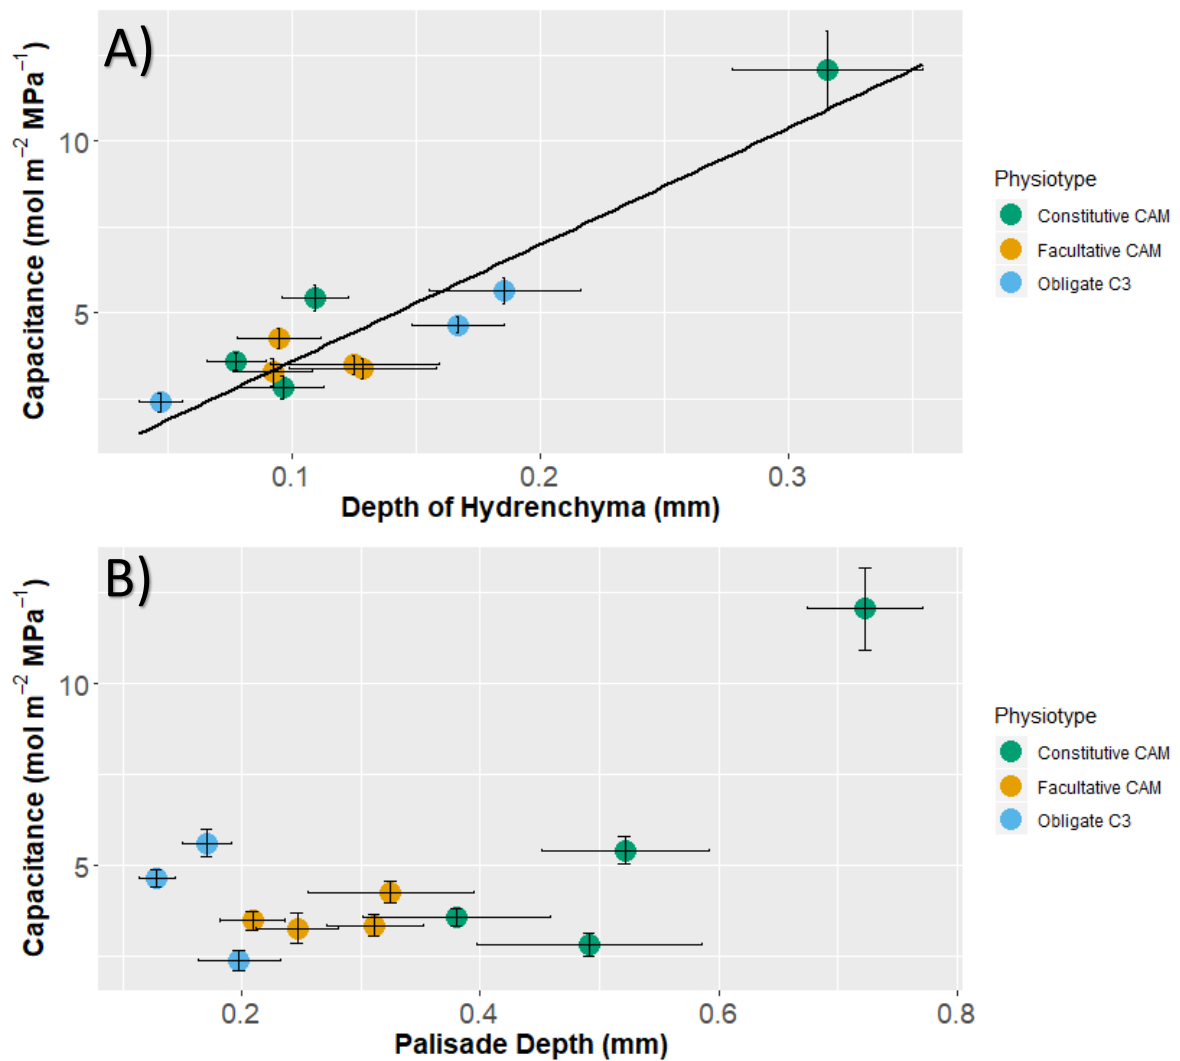 A)
Capacitance (mol m⁻² MPa⁻¹)
10
5
0.1 0.2 0.3
Depth of Hydrenchyma (mm)
Physiotype
Constitutive CAM
Facultative CAM
Obligate C3
B)
Capacitance (mol m⁻² MPa⁻¹)
10
5
0.2 0.4 0.6 0.8
Palisade Depth (mm)
Physiotype
Constitutive CAM
Facultative CAM
Obligate C3